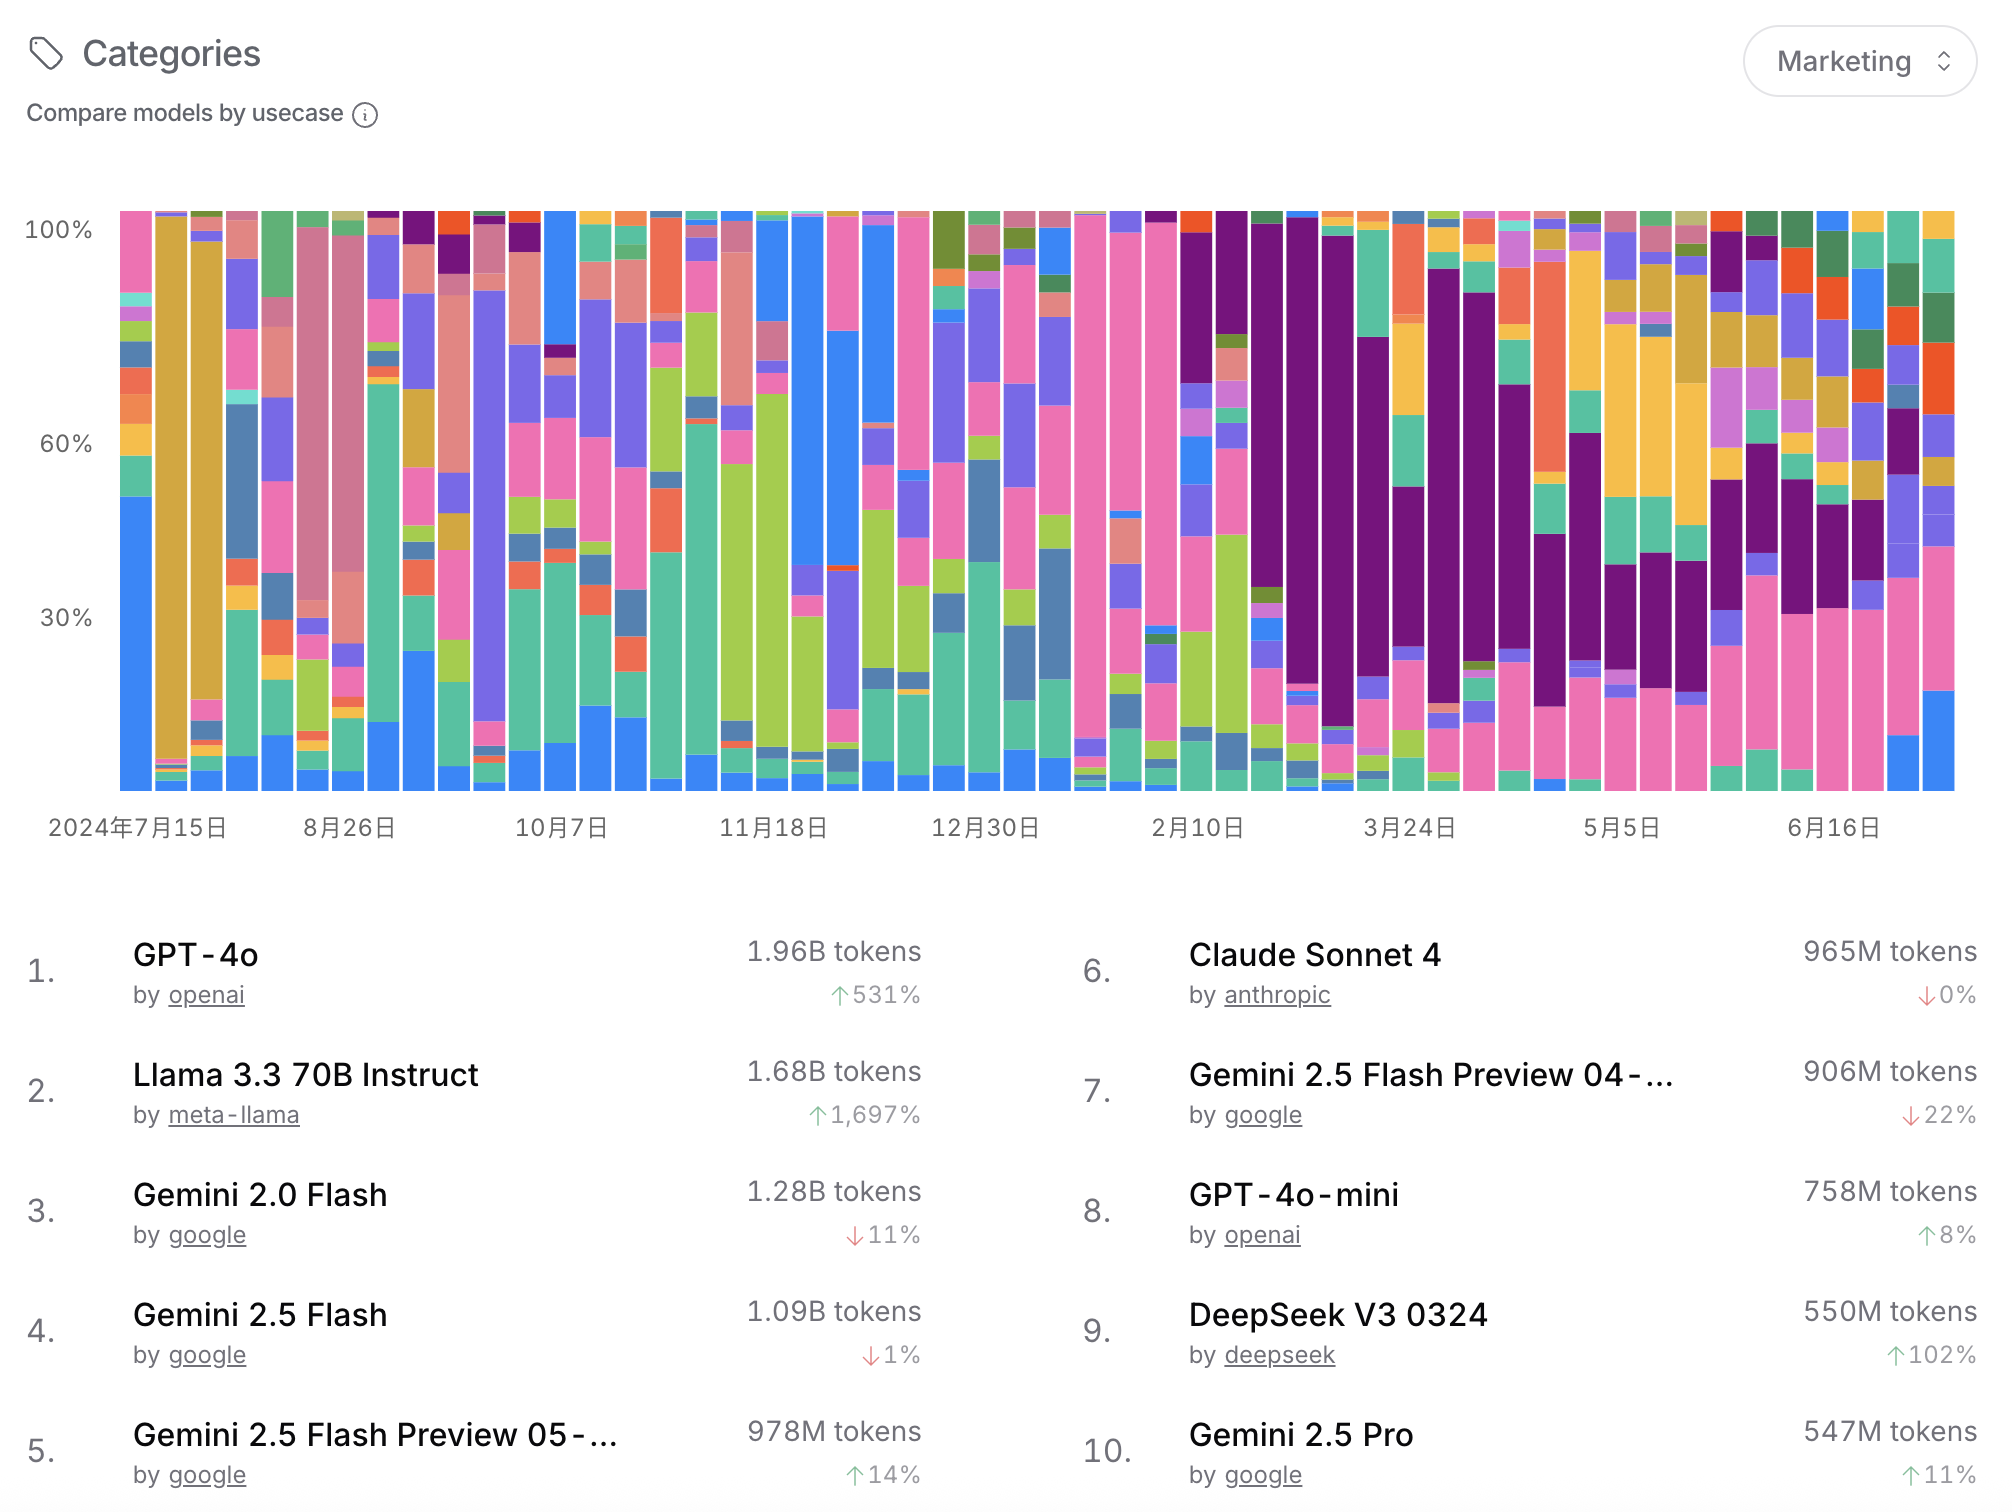 Categories
Marketing
Compare models by usecase
100%
60%
30%
2024年7月15日
8月26日
10月7日
11月18日
12月30日
2月10日
3月24日
5月5日
6月16日
1.
GPT-4o
1.96B tokens
by openai
↑531%
2.
Llama 3.3 70B Instruct
1.68B tokens
by meta-llama
↑1,697%
3.
Gemini 2.0 Flash
1.28B tokens
by google
↓11%
4.
Gemini 2.5 Flash
1.09B tokens
by google
↓1%
5.
Gemini 2.5 Flash Preview 05-...
978M tokens
by google
↑14%
6.
Claude Sonnet 4
965M tokens
by anthropic
↓0%
7.
Gemini 2.5 Flash Preview 04-...
906M tokens
by google
↓22%
8.
GPT-4o-mini
758M tokens
by openai
↑8%
9.
DeepSeek V3 0324
550M tokens
by deepseek
↑102%
10.
Gemini 2.5 Pro
547M tokens
by google
↑11%